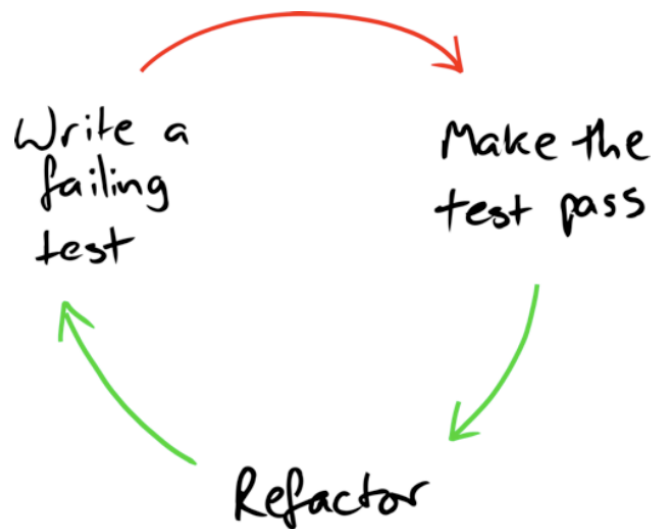 Write a
failing
test
Make the
test pass
Refactor